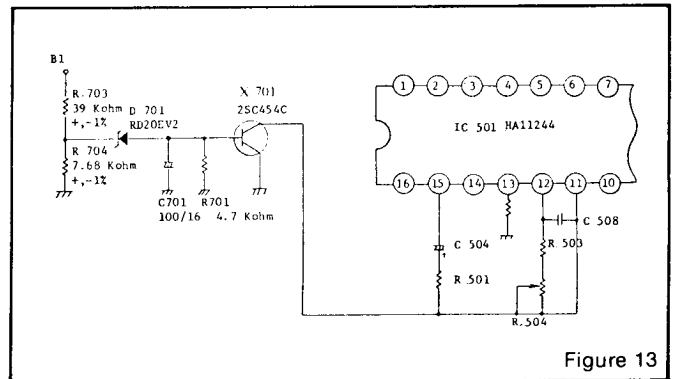 B1
R.703
39 Kohm
+,-1%
D 701
RD20EV2
X 701
2SC454C
R 704
7.68 Kohm
+,-1%
C701
100/16
R701
4.7 Kohm
1 2 3 4 5 6 7
IC 501 HA11244
16 15 14 13 12 11 10
C 508
C 504
R.503
R.501
R.504
Figure 13